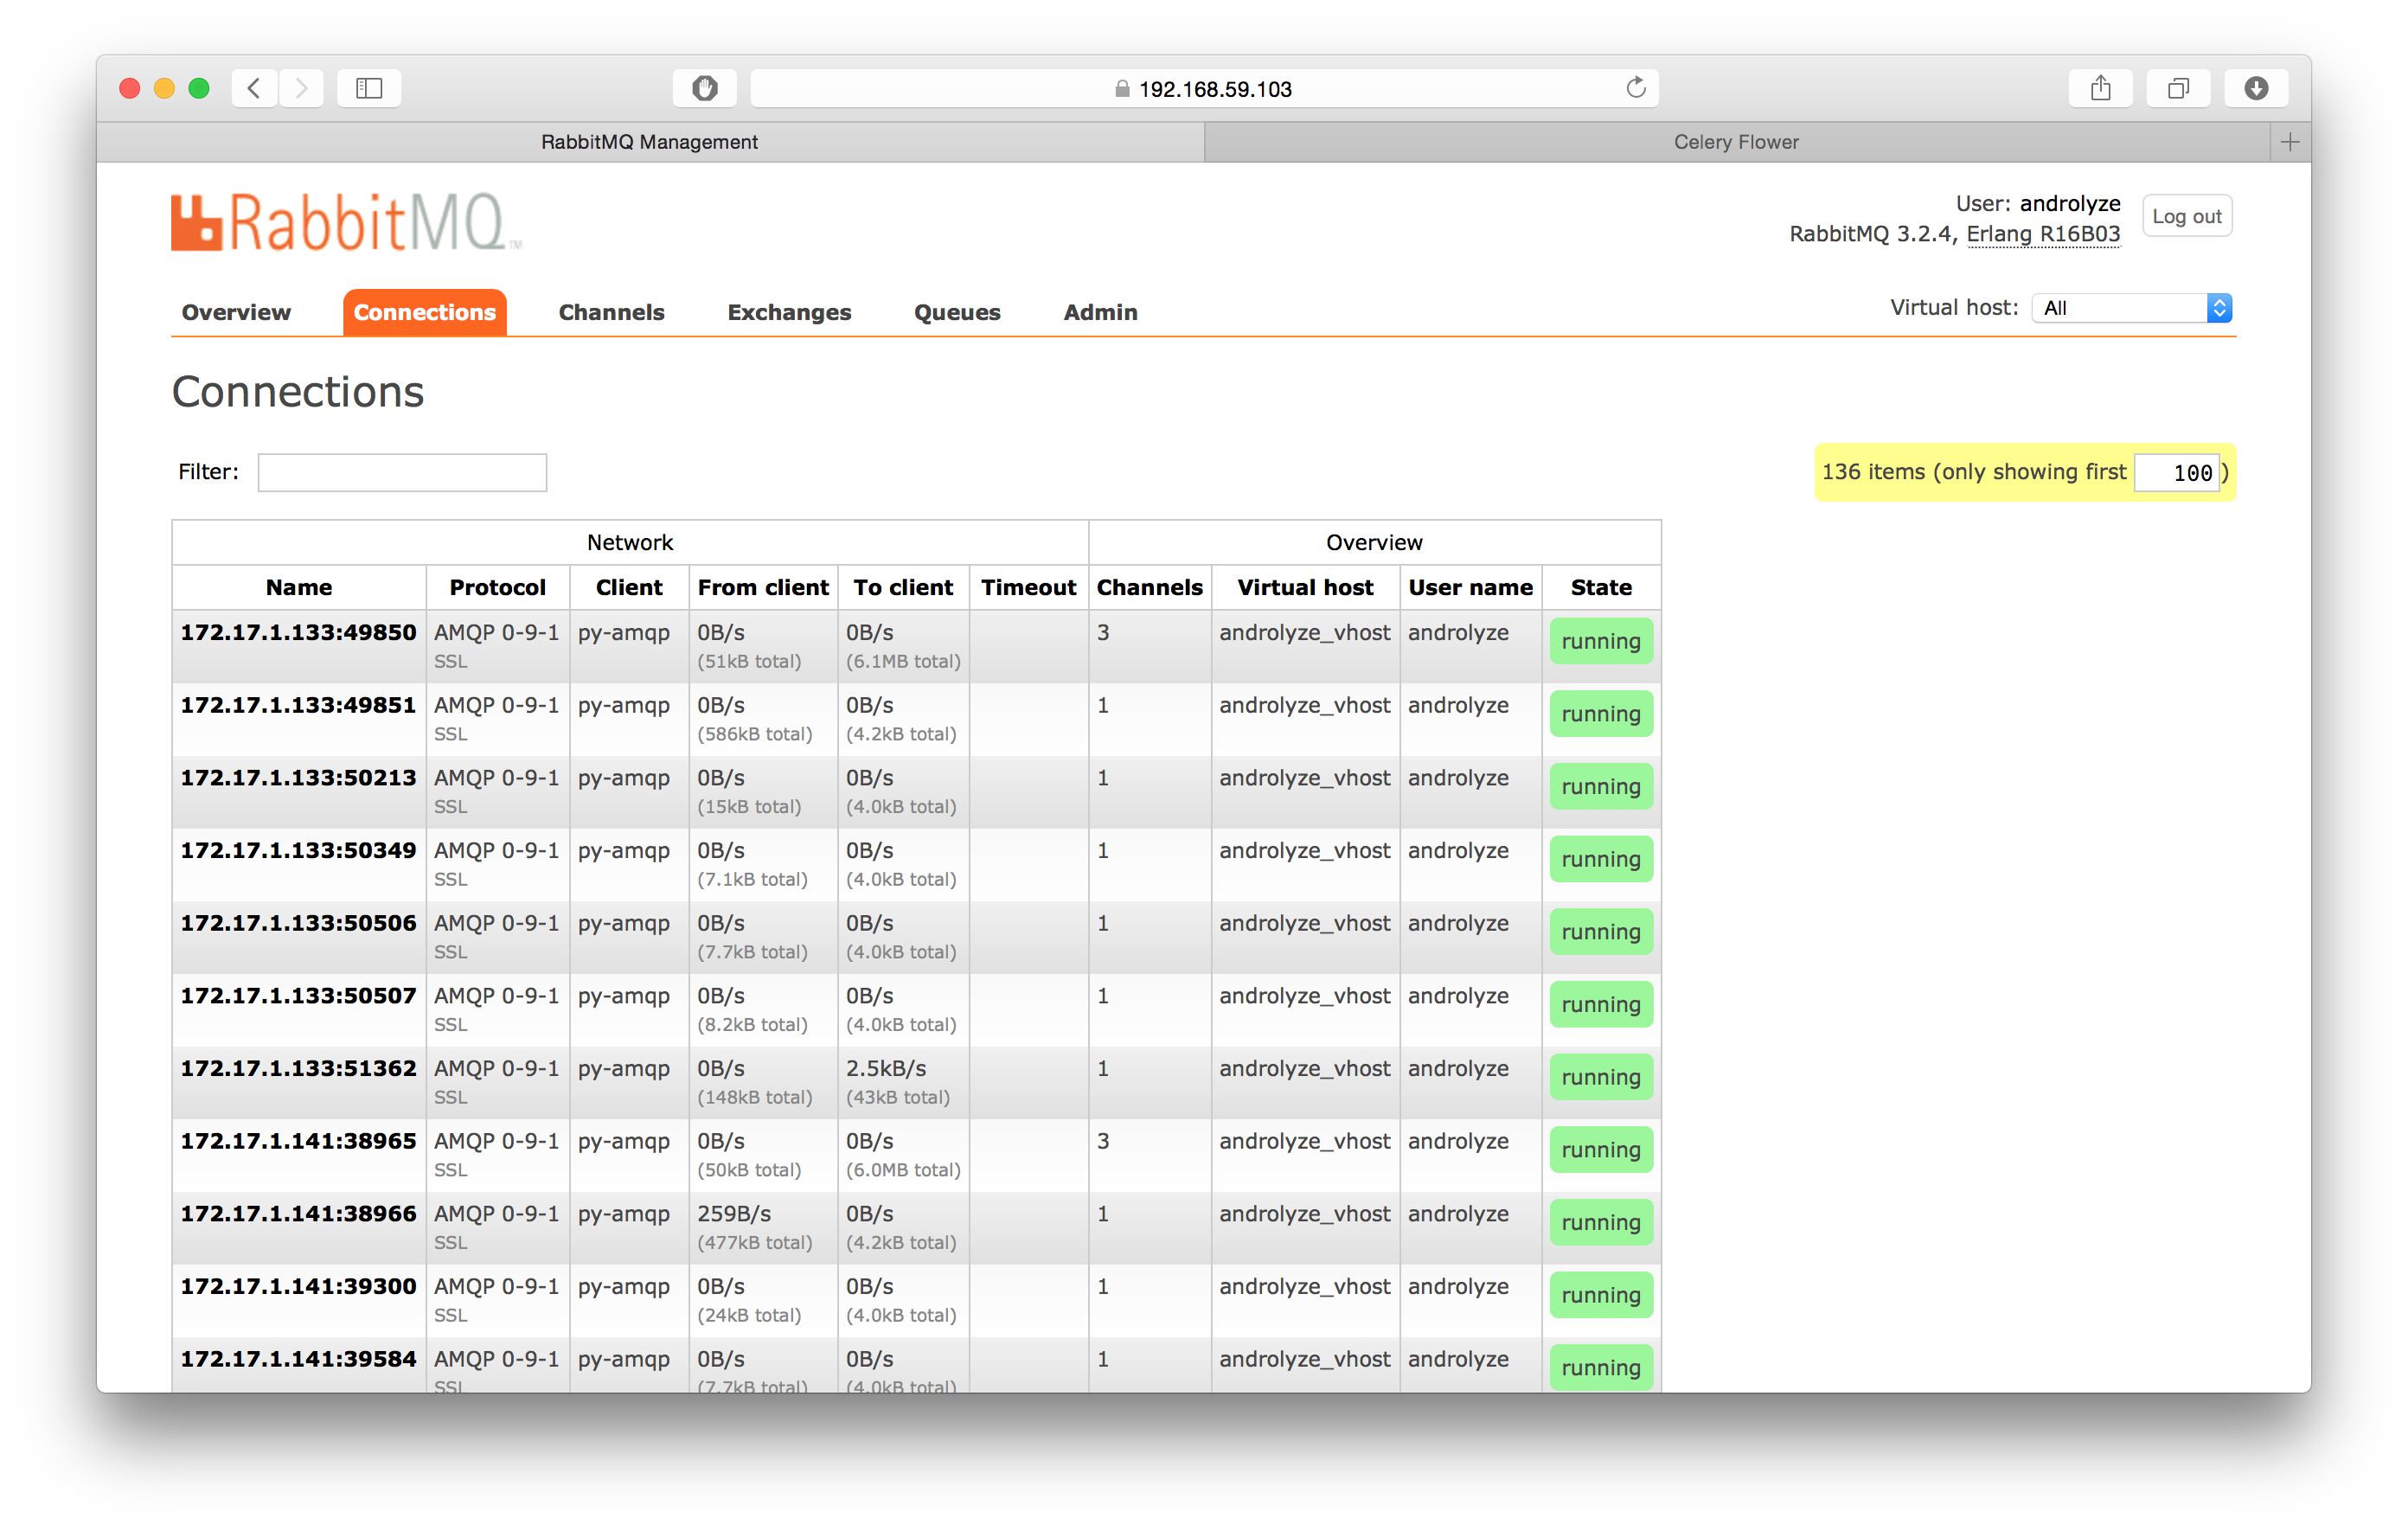 192.168.59.103
RabbitMQ Management
Celery Flower
RabbitMQ™
User: androlyze
Log out
RabbitMQ 3.2.4, Erlang R16B03
Overview Connections Channels Exchanges Queues Admin
Virtual host: All
Connections
Filter:
136 items (only showing first 100 )
Network Overview
Name Protocol Client From client To client Timeout Channels Virtual host User name State
172.17.1.133:49850 AMQP 0-9-1 py-amqp 0B/s 0B/s 3 androlyze_vhost androlyze running
SSL (51kB total) (6.1MB total)
172.17.1.133:49851 AMQP 0-9-1 py-amqp 0B/s 0B/s 1 androlyze_vhost androlyze running
SSL (586kB total) (4.2kB total)
172.17.1.133:50213 AMQP 0-9-1 py-amqp 0B/s 0B/s 1 androlyze_vhost androlyze running
SSL (15kB total) (4.0kB total)
172.17.1.133:50349 AMQP 0-9-1 py-amqp 0B/s 0B/s 1 androlyze_vhost androlyze running
SSL (7.1kB total) (4.0kB total)
172.17.1.133:50506 AMQP 0-9-1 py-amqp 0B/s 0B/s 1 androlyze_vhost androlyze running
SSL (7.7kB total) (4.0kB total)
172.17.1.133:50507 AMQP 0-9-1 py-amqp 0B/s 0B/s 1 androlyze_vhost androlyze running
SSL (8.2kB total) (4.0kB total)
172.17.1.133:51362 AMQP 0-9-1 py-amqp 0B/s 2.5kB/s 1 androlyze_vhost androlyze running
SSL (148kB total) (43kB total)
172.17.1.141:38965 AMQP 0-9-1 py-amqp 0B/s 0B/s 3 androlyze_vhost androlyze running
SSL (50kB total) (6.0MB total)
172.17.1.141:38966 AMQP 0-9-1 py-amqp 259B/s 0B/s 1 androlyze_vhost androlyze running
SSL (477kB total) (4.2kB total)
172.17.1.141:39300 AMQP 0-9-1 py-amqp 0B/s 0B/s 1 androlyze_vhost androlyze running
SSL (24kB total) (4.0kB total)
172.17.1.141:39584 AMQP 0-9-1 py-amqp 0B/s 0B/s 1 androlyze_vhost androlyze running
SSL (7.7kB total) (4.0kB total)